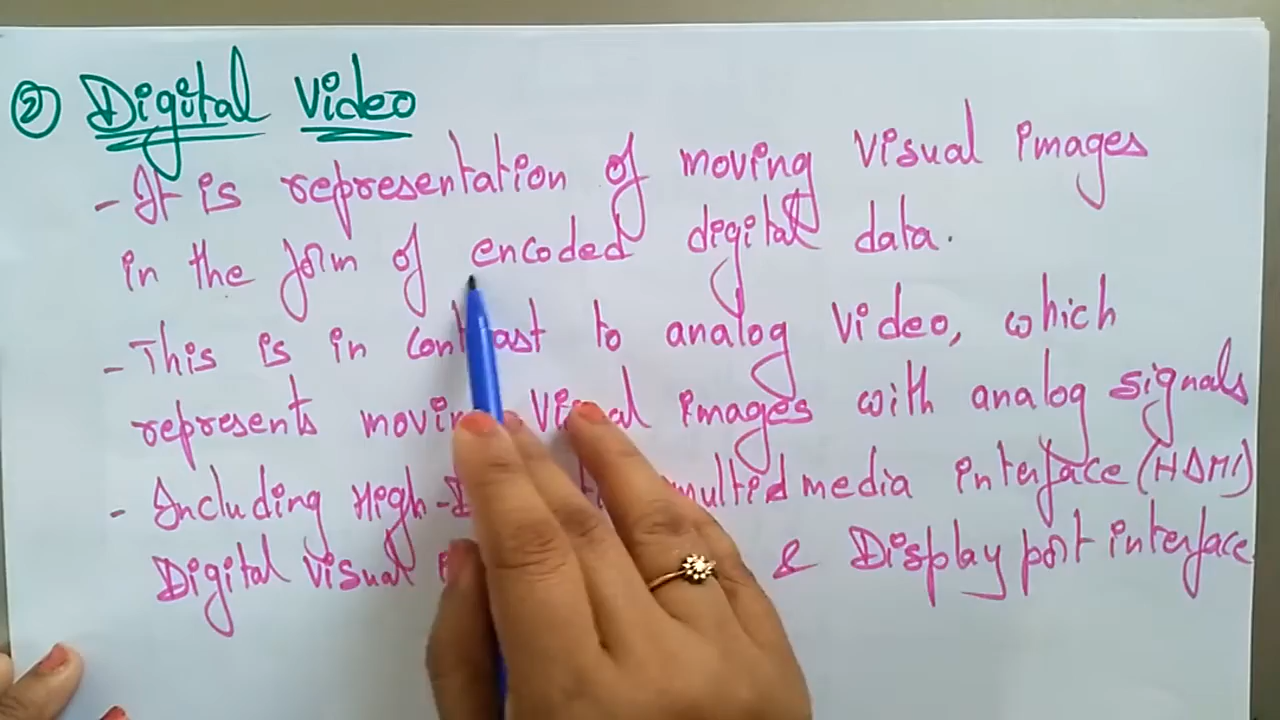 ② Digital Video
- It is representation of moving visual images
in the form of encoded digital data.
- This is in contrast to analog video, which
represents moving visual images with analog signals
- Including High- multimedia interface (HDMI)
Digital visual & Display port interface